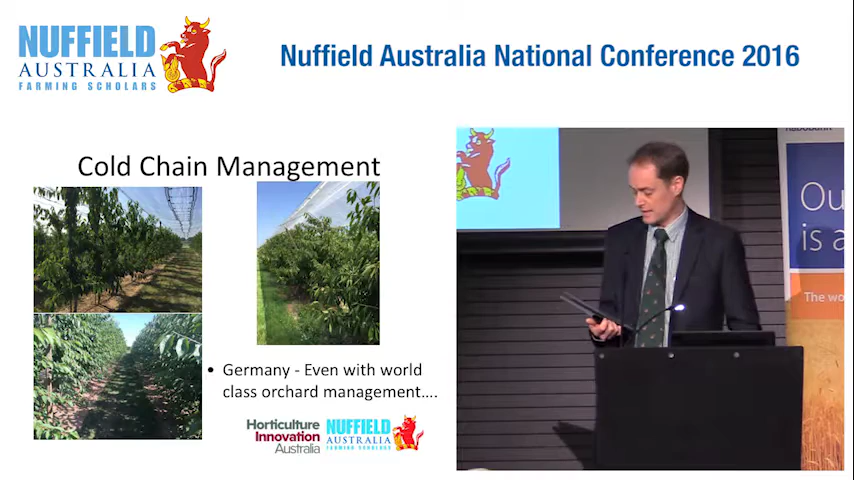 NUFFIELD
AUSTRALIA
FARMING SCHOLARS
Nuffield Australia National Conference 2016
Cold Chain Management
• Germany - Even with world
class orchard management....
Horticulture
Innovation
Australia
NUFFIELD
AUSTRALIA
FARMING SCHOLARS
Rabobank
Ou
is a
The wo